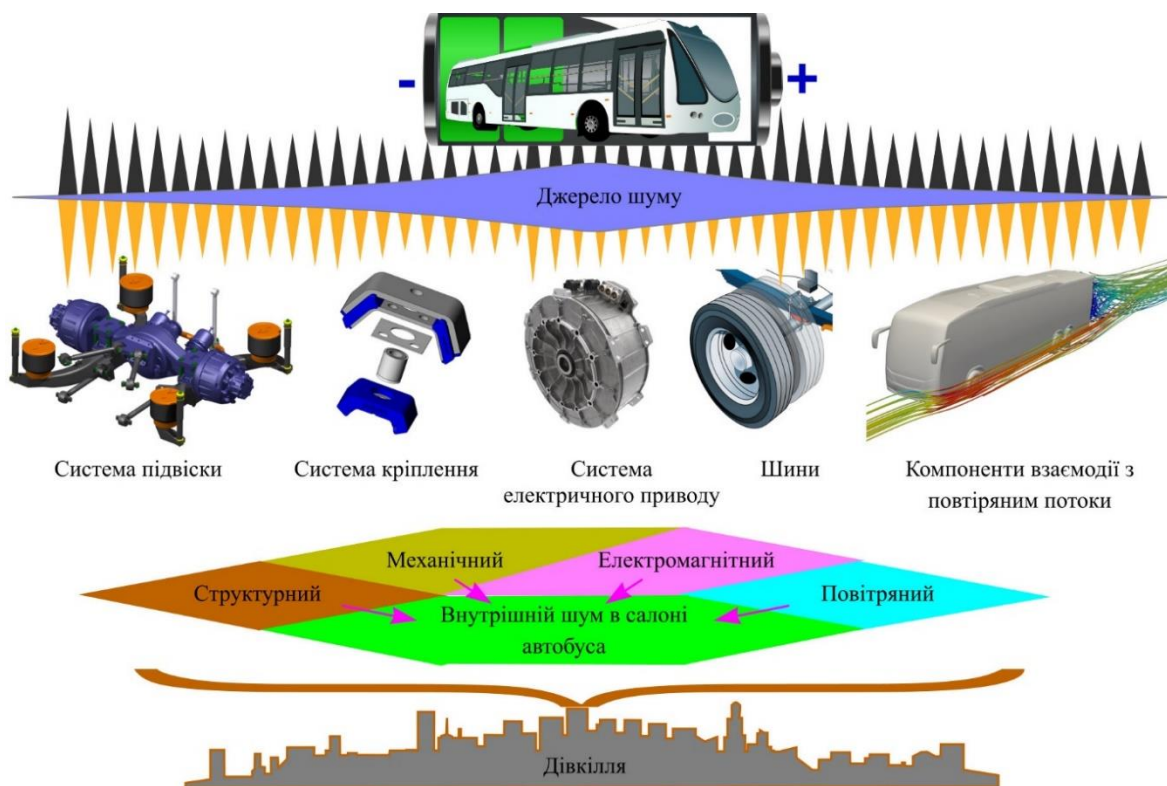 - +
Джерело шуму
Система підвіски
Система кріплення
Система
електричного приводу
Шини
Компоненти взаємодії з
повтіряним потоки
Механічний
Електромагнітний
Структурний
Повітряний
Внутрішній шум в салоні
автобуса
Дівкілля